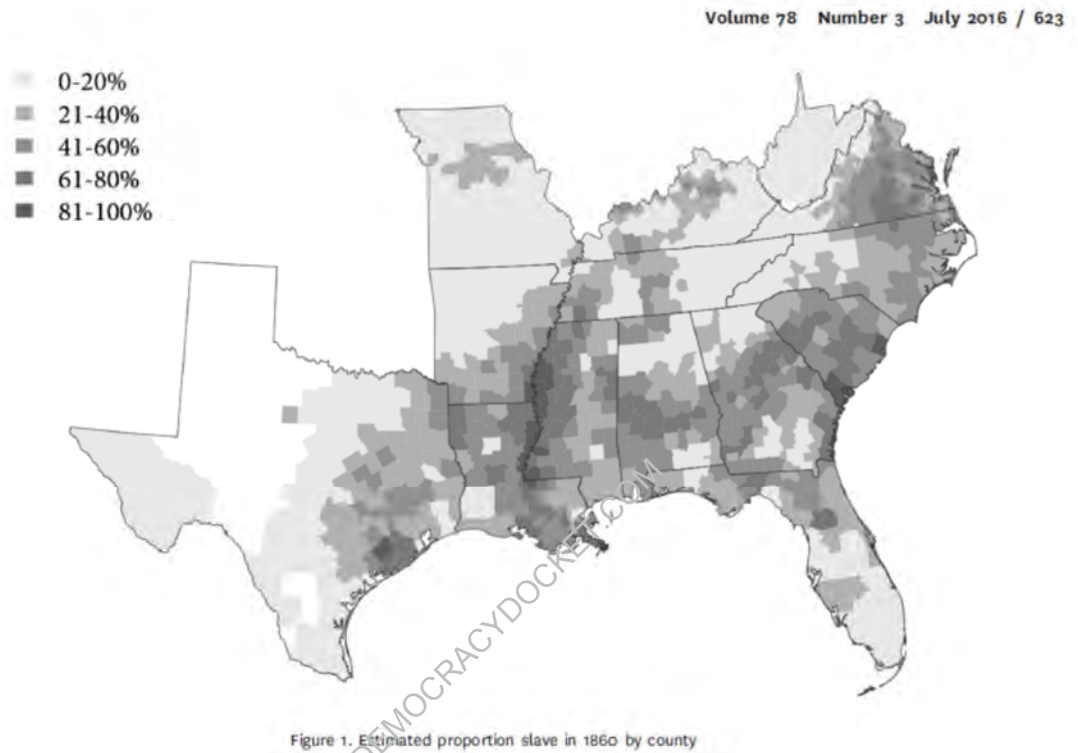 Volume 78 Number 3 July 2016 / 623
0-20%
21-40%
41-60%
61-80%
81-100%
DEMOCRACYDOCKET.COM
Figure 1. Estimated proportion slave in 1860 by county